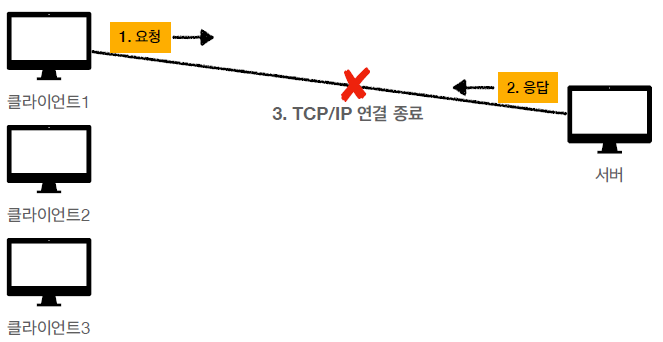 1. 요청
클라이언트1
2. 응답
3. TCP/IP 연결 종료
서버
클라이언트2
클라이언트3